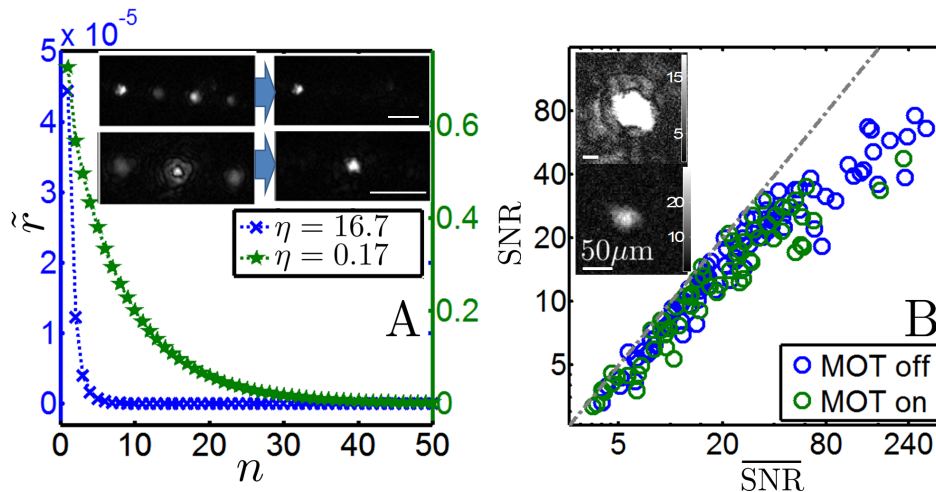 5 x 10⁻⁵
4
3
2
1
0
r̃
0.6
0.4
0.2
0
η = 16.7
η = 0.17
A
0 10 20 30 40 50
n
80
40
20
10
5
SNR
15
5
20
10
50μm
B
MOT off
MOT on
5 20 80 240
SNR